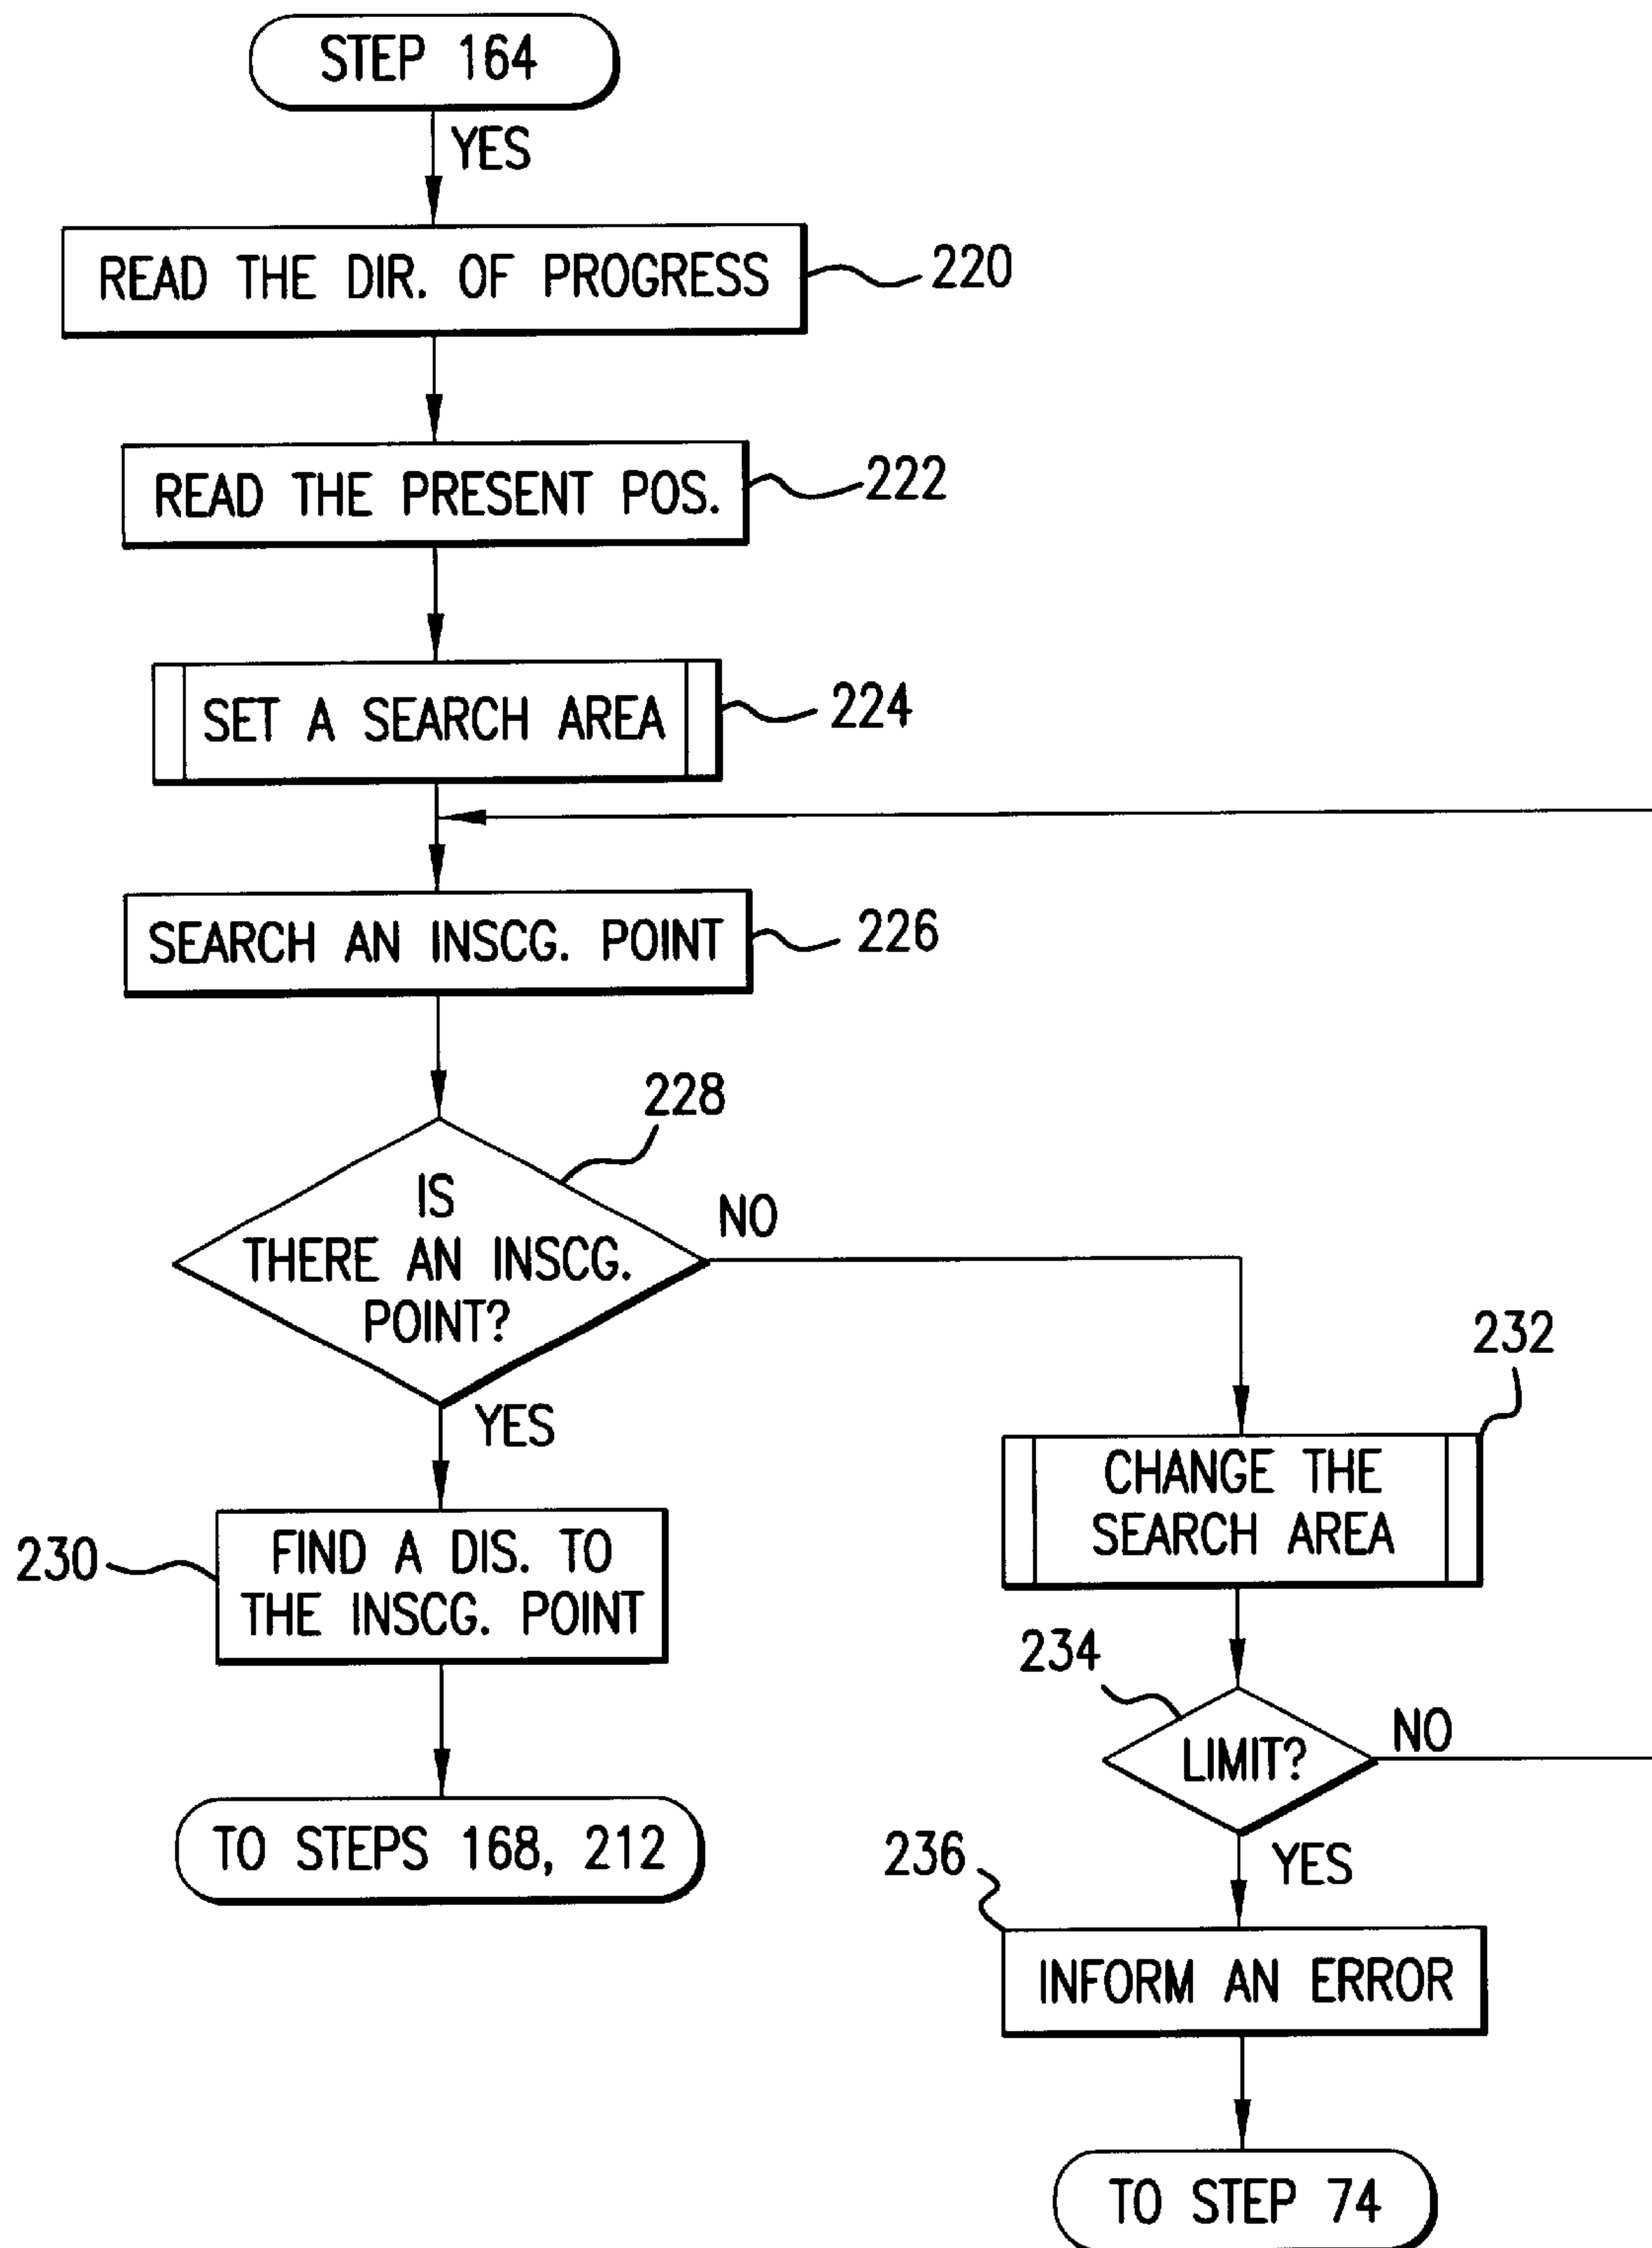 STEP 164
YES
READ THE DIR. OF PROGRESS
220
READ THE PRESENT POS.
222
SET A SEARCH AREA
224
SEARCH AN INSCG. POINT
226
228
IS
THERE AN INSCG.
POINT?
NO
YES
232
CHANGE THE
SEARCH AREA
230
FIND A DIS. TO
THE INSCG. POINT
234
LIMIT?
NO
TO STEPS 168, 212
YES
236
INFORM AN ERROR
TO STEP 74